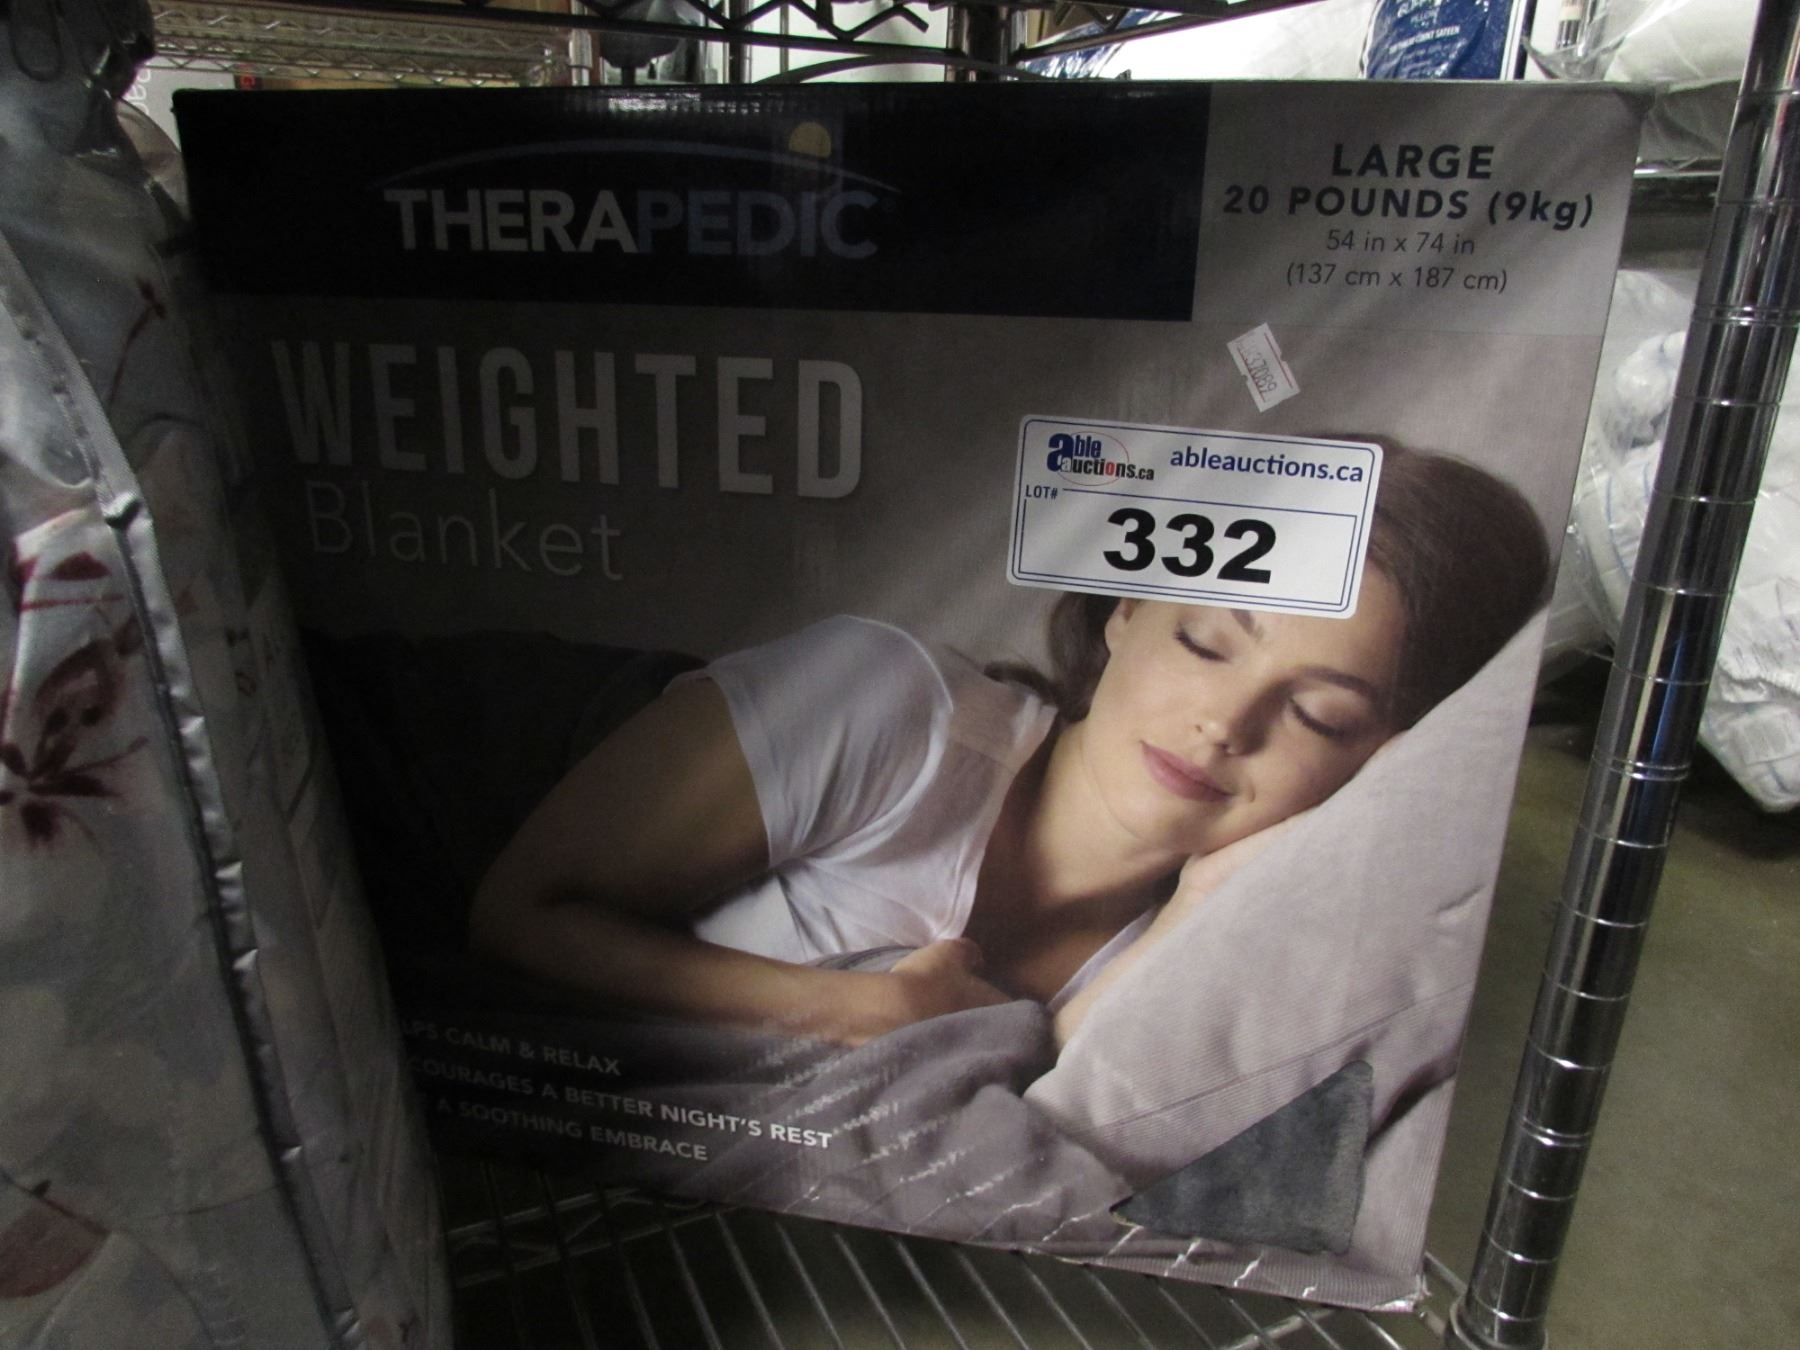 THERAPEDIC
LARGE
20 POUNDS (9kg)
54 in x 74 in
(137 cm x 187 cm)
WEIGHTED
Blanket
able auctions.ca
ableauctions.ca
LOT#
332
CALM & RELAX
A BETTER NIGHT'S REST
A SOOTHING EMBRACE